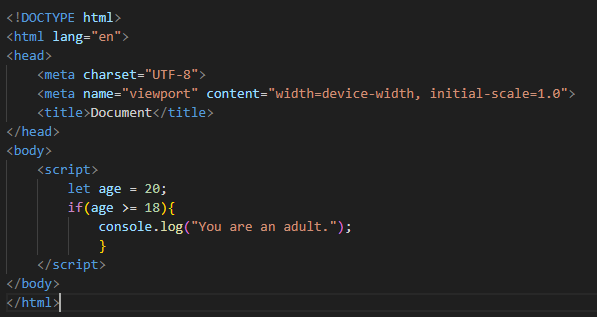 <!DOCTYPE html>
<html lang="en">
<head>
    <meta charset="UTF-8">
    <meta name="viewport" content="width=device-width, initial-scale=1.0">
    <title>Document</title>
</head>
<body>
    <script>
        let age = 20;
        if(age >= 18){
            console.log("You are an adult.");
            }
    </script>
</body>
</html>